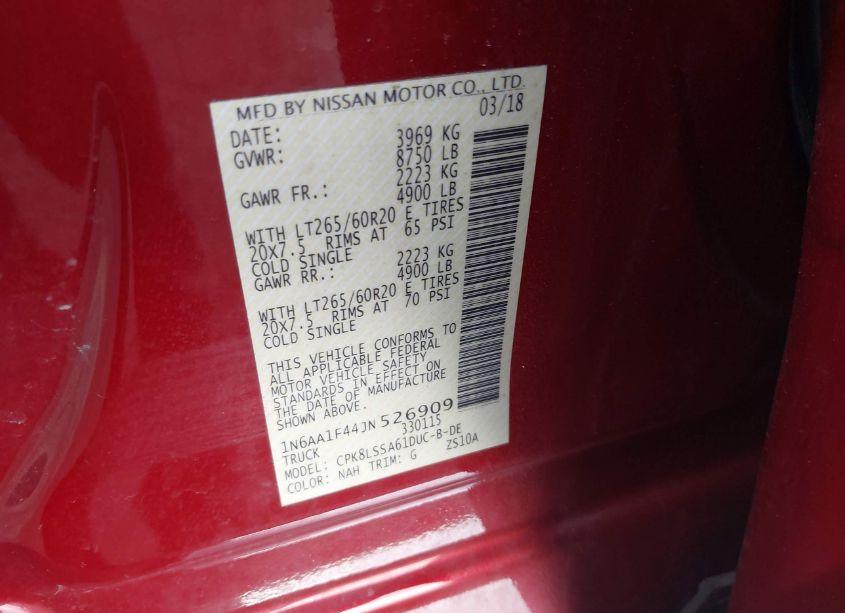 MFD BY NISSAN MOTOR CO., LTD.
DATE: 03/18
GVWR: 3969 KG
8750 LB
GAWR FR.: 2223 KG
4900 LB
WITH LT265/60R20 E TIRES
20X7.5 RIMS AT 65 PSI
COLD SINGLE
GAWR RR.: 2223 KG
4900 LB
WITH LT265/60R20 E TIRES
20X7.5 RIMS AT 70 PSI
COLD SINGLE
THIS VEHICLE CONFORMS TO
ALL APPLICABLE FEDERAL
MOTOR VEHICLE SAFETY
STANDARDS IN EFFECT ON
THE DATE OF MANUFACTURE
SHOWN ABOVE.
1N6AA1F44JN526909
TRUCK 330115
MODEL: CPK8LSSA61DUC-B-DE
COLOR: NAH TRIM: G ZS10A